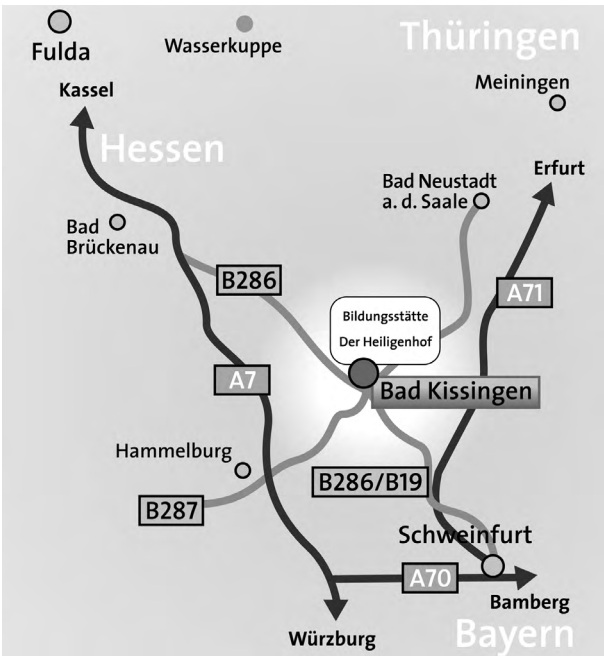 Fulda
Wasserkuppe
Thüringen
Kassel
Meiningen
Hessen
Erfurt
Bad Neustadt
a. d. Saale
Bad
Brückenau
B286
A71
Bildungsstätte
Der Heiligenhof
A7
Bad Kissingen
Hammelburg
B286/B19
B287
Schweinfurt
A70
Bamberg
Würzburg
Bayern